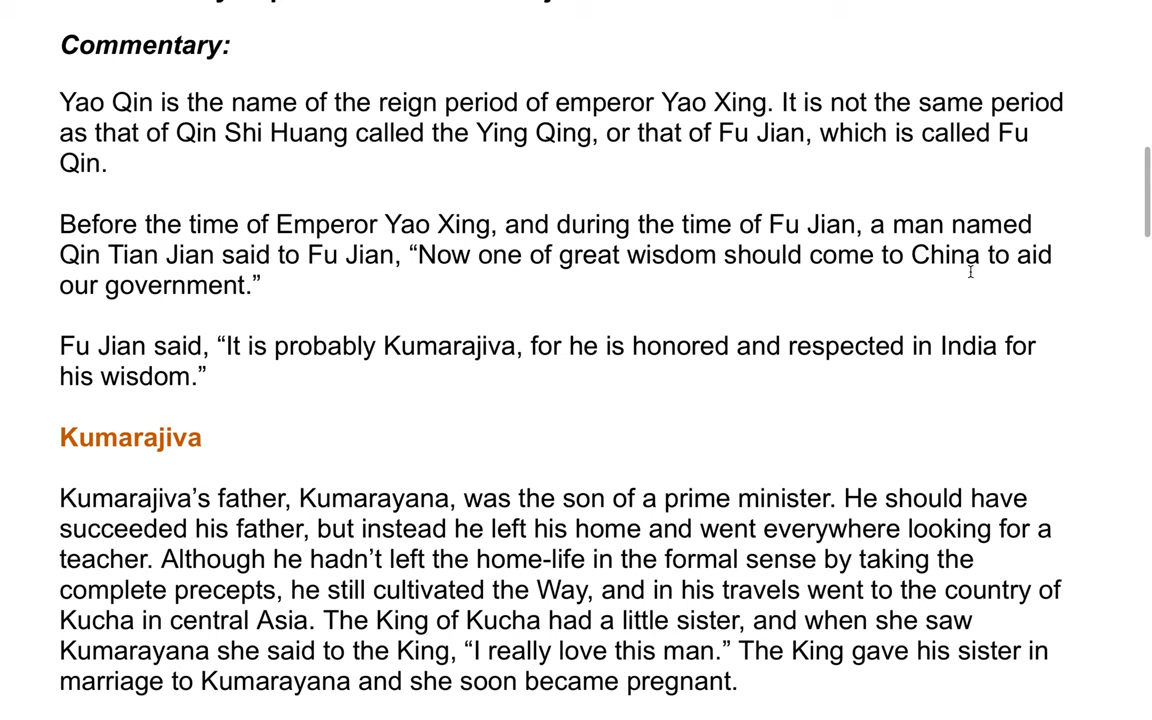 Commentary:
Yao Qin is the name of the reign period of emperor Yao Xing. It is not the same period
as that of Qin Shi Huang called the Ying Qing, or that of Fu Jian, which is called Fu
Qin.
Before the time of Emperor Yao Xing, and during the time of Fu Jian, a man named
Qin Tian Jian said to Fu Jian, “Now one of great wisdom should come to China to aid
our government.”
Fu Jian said, “It is probably Kumarajiva, for he is honored and respected in India for
his wisdom.”
Kumarajiva
Kumarajiva’s father, Kumarayana, was the son of a prime minister. He should have
succeeded his father, but instead he left his home and went everywhere looking for a
teacher. Although he hadn’t left the home-life in the formal sense by taking the
complete precepts, he still cultivated the Way, and in his travels went to the country of
Kucha in central Asia. The King of Kucha had a little sister, and when she saw
Kumarayana she said to the King, “I really love this man.” The King gave his sister in
marriage to Kumarayana and she soon became pregnant.